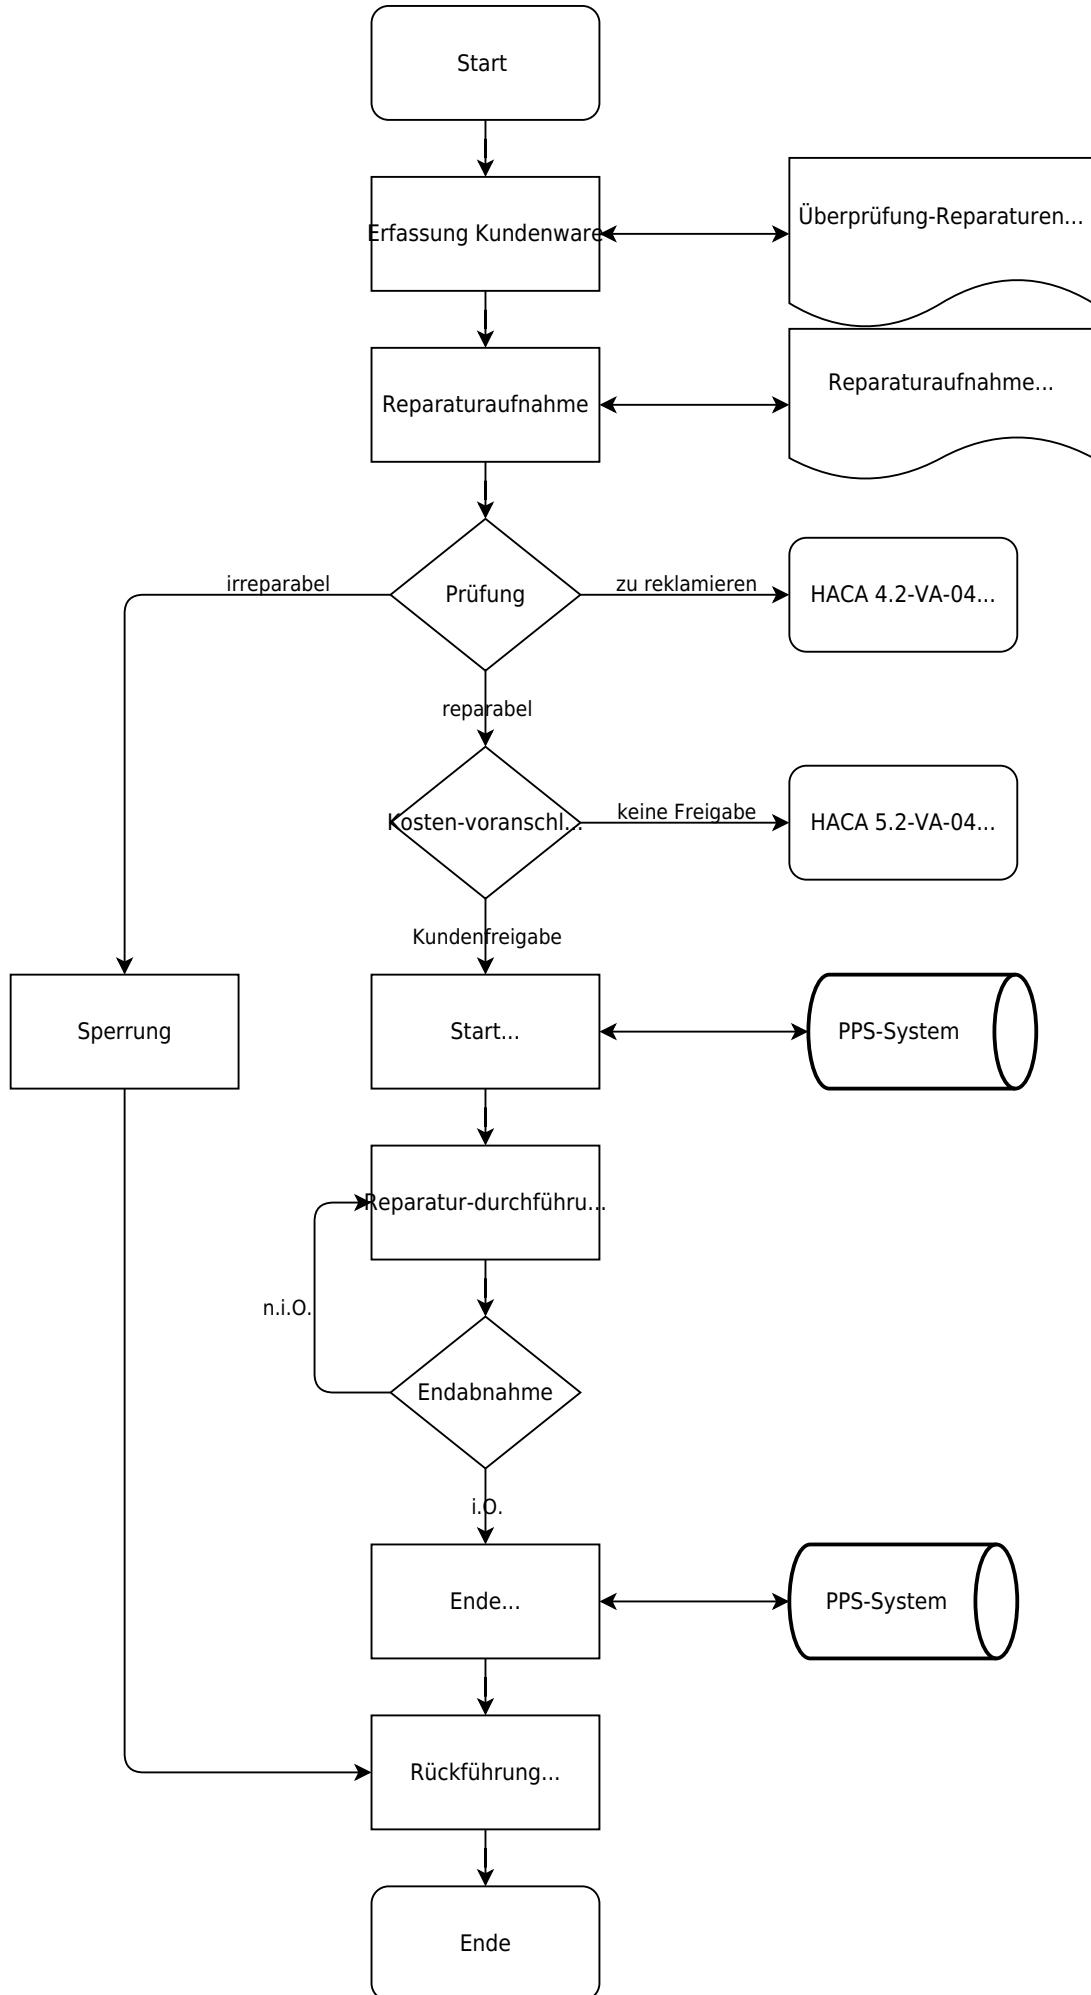 Start
Erfassung Kundenware
Überprüfung-Reparaturen...
Reparaturaufnahme
Reparaturaufnahme...
irreparabel
Prüfung
zu reklamieren
HACA 4.2-VA-04...
reparabel
Kosten-voranschl...
keine Freigabe
HACA 5.2-VA-04...
Kundenfreigabe
Sperrung
Start...
PPS-System
Reparatur-durchführu...
n.i.O.
Endabnahme
i.O.
Ende...
PPS-System
Rückführung...
Ende